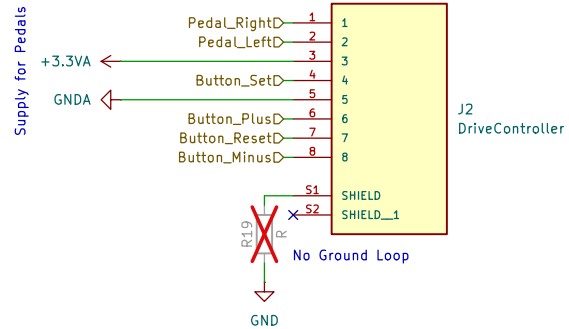 Supply for Pedals
Pedal_Right 1 1
Pedal_Left 2 2
+3.3VA 3 3
Button_Set 4 4
GNDA 5 5
Button_Plus 6 6
Button_Reset 7 7
Button_Minus 8 8
J2
DriveController
S1 SHIELD
S2 SHIELD__1
R19
R
No Ground Loop
GND